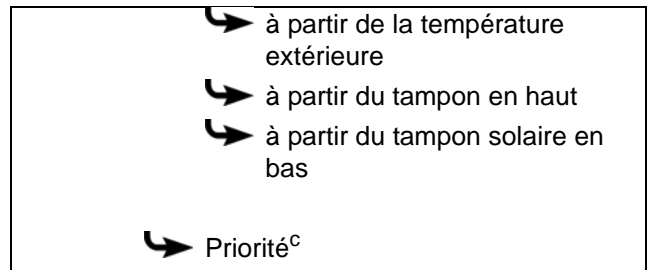 à partir de la température
extérieure
à partir du tampon en haut
à partir du tampon solaire en
bas
Priorité^c